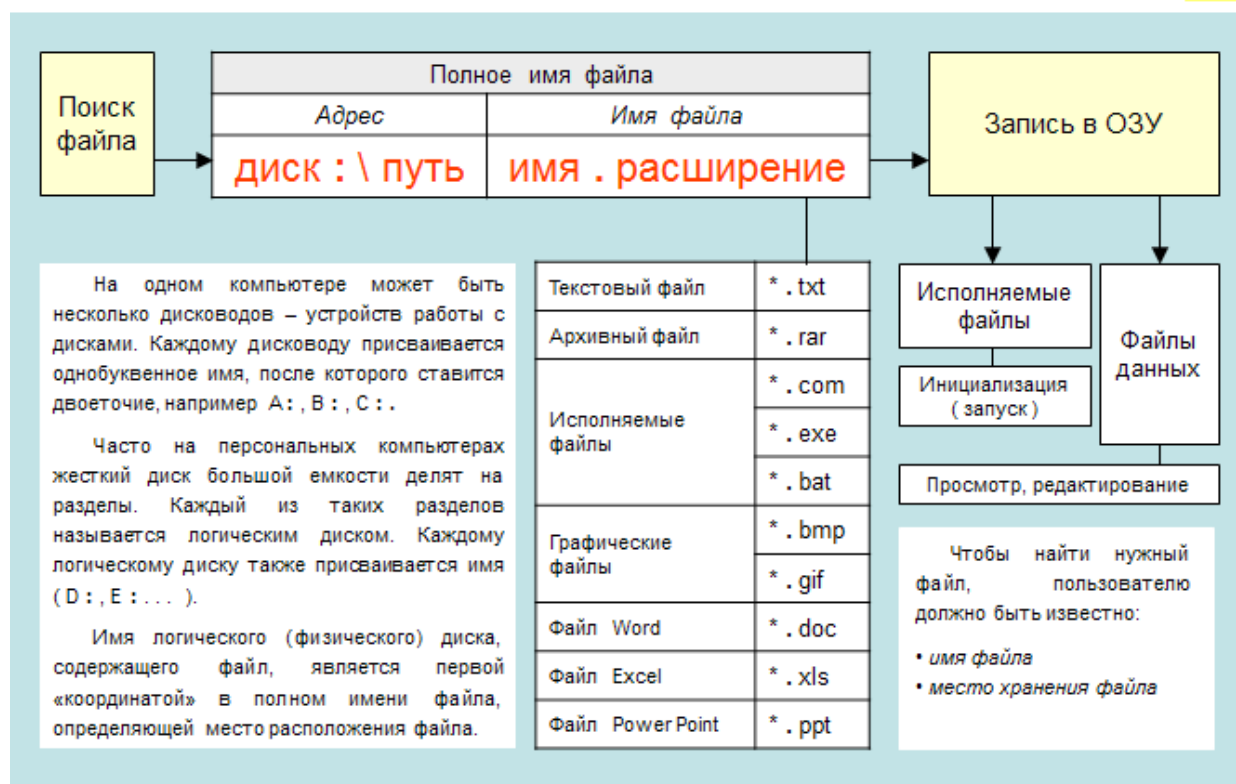 Поиск
файла
Полное имя файла
Адрес
Имя файла
диск : \ путь
имя . расширение
Запись в ОЗУ
На одном компьютере может быть
несколько дисководов – устройств работы с
дисками. Каждому дисководу присваивается
однобуквенное имя, после которого ставится
двоеточие, например A: , B : , C : .
Часто на персональных компьютерах
жесткий диск большой емкости делят на
разделы. Каждый из таких разделов
называется логическим диском. Каждому
логическому диску также присваивается имя
( D : , E : . . . ).
Имя логического (физического) диска,
содержащего файл, является первой
«координатой» в полном имени файла,
определяющей место расположения файла.
Текстовый файл
* . txt
Архивный файл
* . rar
Исполняемые
файлы
* . com
* . exe
* . bat
Графические
файлы
* . bmp
* . gif
Файл Word
* . doc
Файл Excel
* . xls
Файл Power Point
* . ppt
Исполняемые
файлы
Инициализация
( запуск )
Файлы
данных
Просмотр, редактирование
Чтобы найти нужный
файл, пользователю
должно быть известно:
• имя файла
• место хранения файла